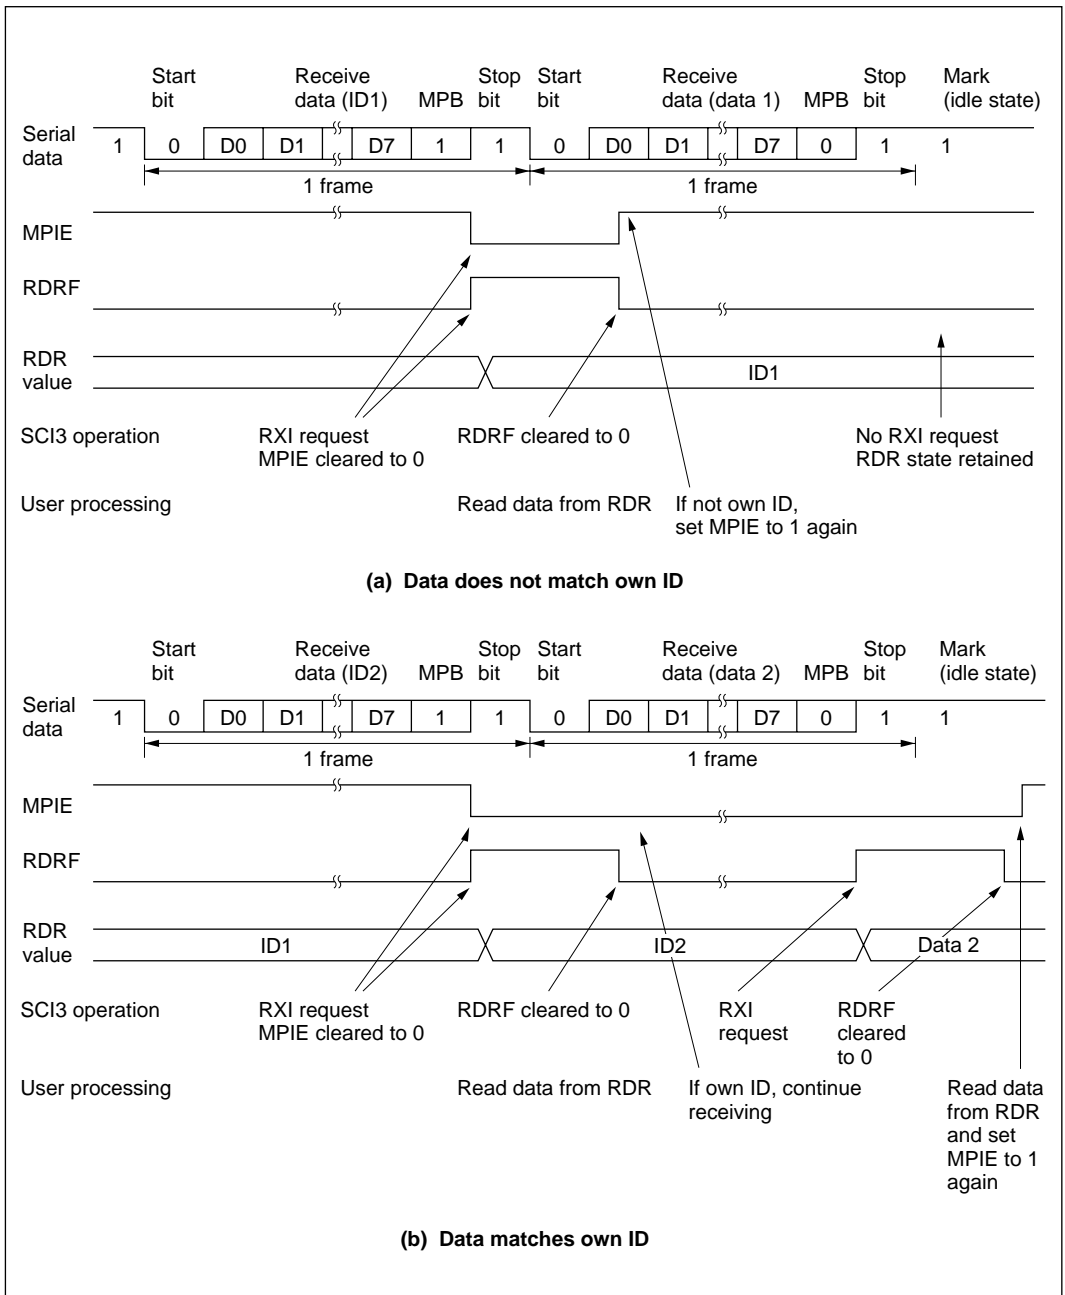 Start bit Receive data (ID1) MPB Stop bit Start bit Receive data (data 1) MPB Stop bit Mark (idle state)
Serial data 1 0 D0 D1 D7 1 1 0 D0 D1 D7 0 1 1
1 frame 1 frame
MPIE
RDRF
RDR value ID1
SCI3 operation RXI request MPIE cleared to 0 RDRF cleared to 0 No RXI request RDR state retained
User processing Read data from RDR If not own ID, set MPIE to 1 again
(a) Data does not match own ID
Start bit Receive data (ID2) MPB Stop bit Start bit Receive data (data 2) MPB Stop bit Mark (idle state)
Serial data 1 0 D0 D1 D7 1 1 0 D0 D1 D7 0 1 1
1 frame 1 frame
MPIE
RDRF
RDR value ID1 ID2 Data 2
SCI3 operation RXI request MPIE cleared to 0 RDRF cleared to 0 RXI request RDRF cleared to 0
User processing Read data from RDR If own ID, continue receiving Read data from RDR and set MPIE to 1 again
(b) Data matches own ID